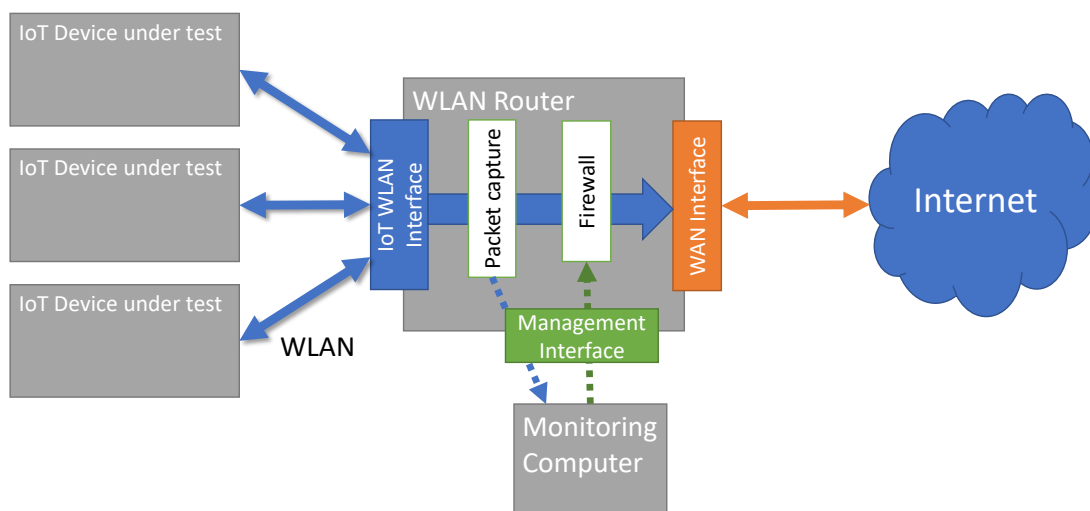 IoT Device under test
IoT Device under test
IoT Device under test
WLAN
WLAN Router
IoT WLAN
Interface
Packet capture
Firewall
WAN Interface
Management
Interface
Monitoring
Computer
Internet